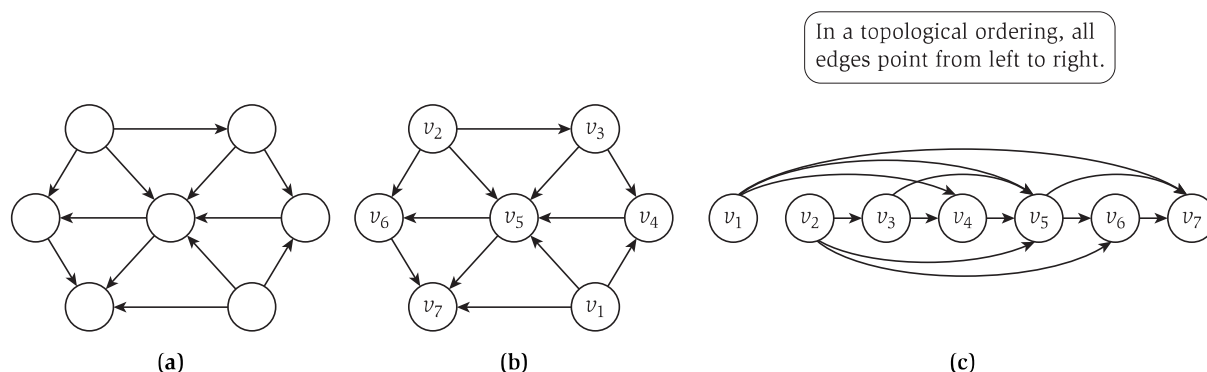 In a topological ordering, all
edges point from left to right.
v₂ v₃
v₆ v₅ v₄
v₇ v₁
v₁ v₂ v₃ v₄ v₅ v₆ v₇
(a) (b) (c)